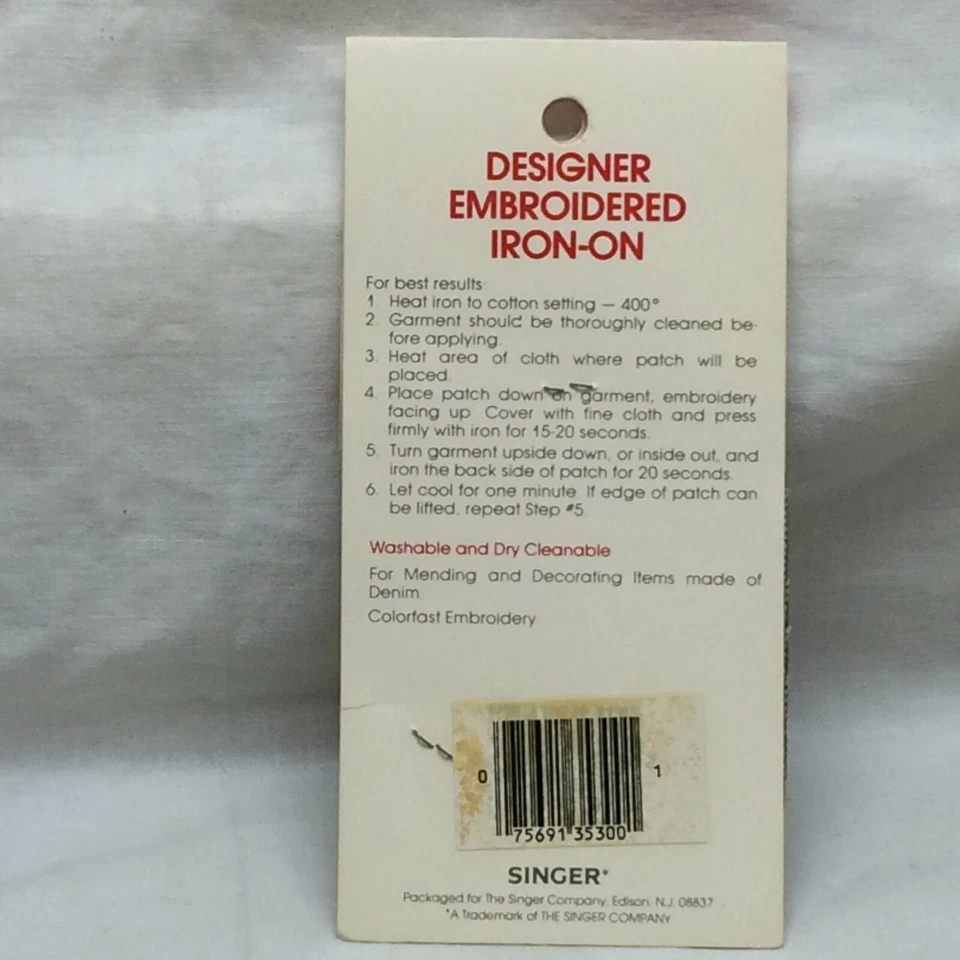 DESIGNER
EMBROIDERED
IRON-ON
For best results
1 Heat iron to cotton setting — 400°
2. Garment should be thoroughly cleaned be-
fore applying.
3. Heat area of cloth where patch will be
placed.
4. Place patch down on garment, embroidery
facing up. Cover with fine cloth and press
firmly with iron for 15-20 seconds.
5. Turn garment upside down, or inside out, and
iron the back side of patch for 20 seconds.
6. Let cool for one minute. If edge of patch can
be lifted, repeat Step #5
Washable and Dry Cleanable
For Mending and Decorating Items made of
Denim
Colorfast Embroidery
0 75691 35300 1
SINGER*
Packaged for The Singer Company, Edison, N.J. 08837
*A Trademark of THE SINGER COMPANY